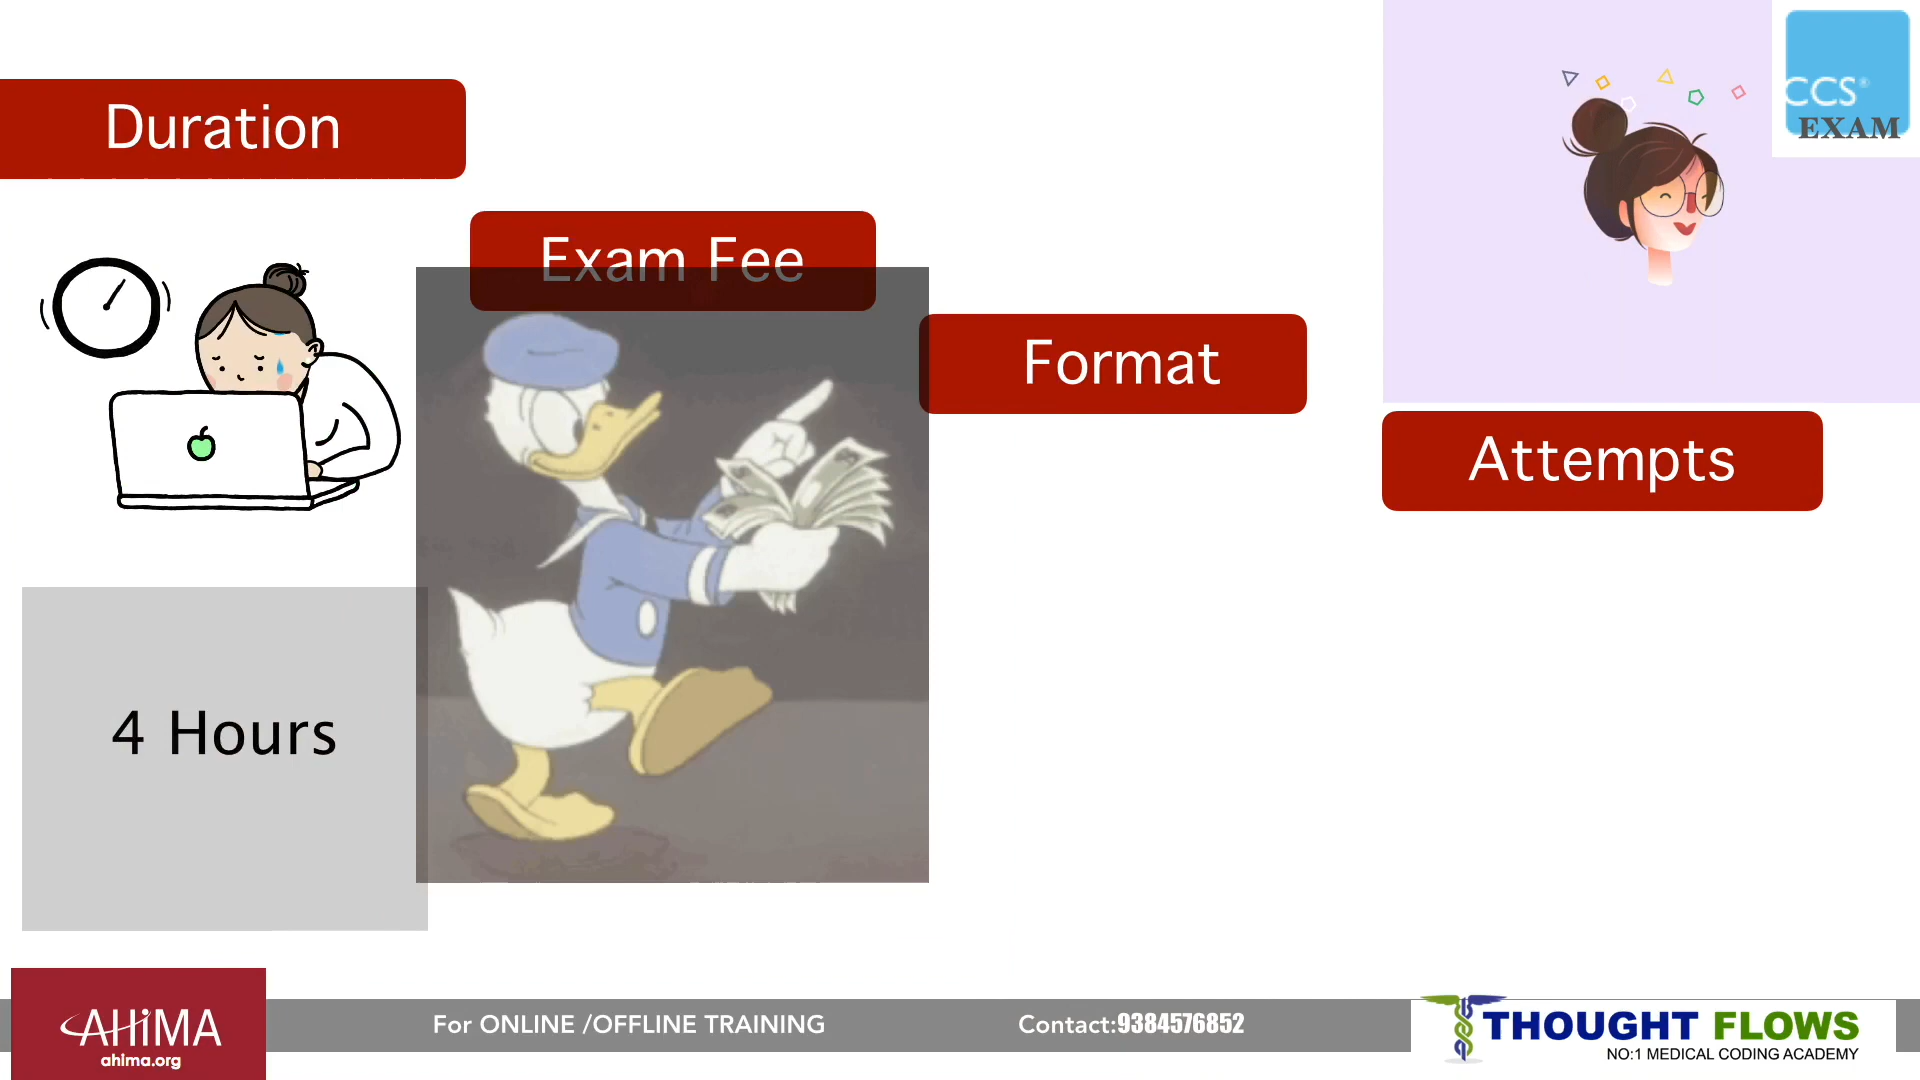 Duration
Exam Fee
Format
Attempts
CCS®
EXAM
4 Hours
AHIMA
ahima.org
For ONLINE /OFFLINE TRAINING
Contact:9384576852
THOUGHT FLOWS
NO:1 MEDICAL CODING ACADEMY